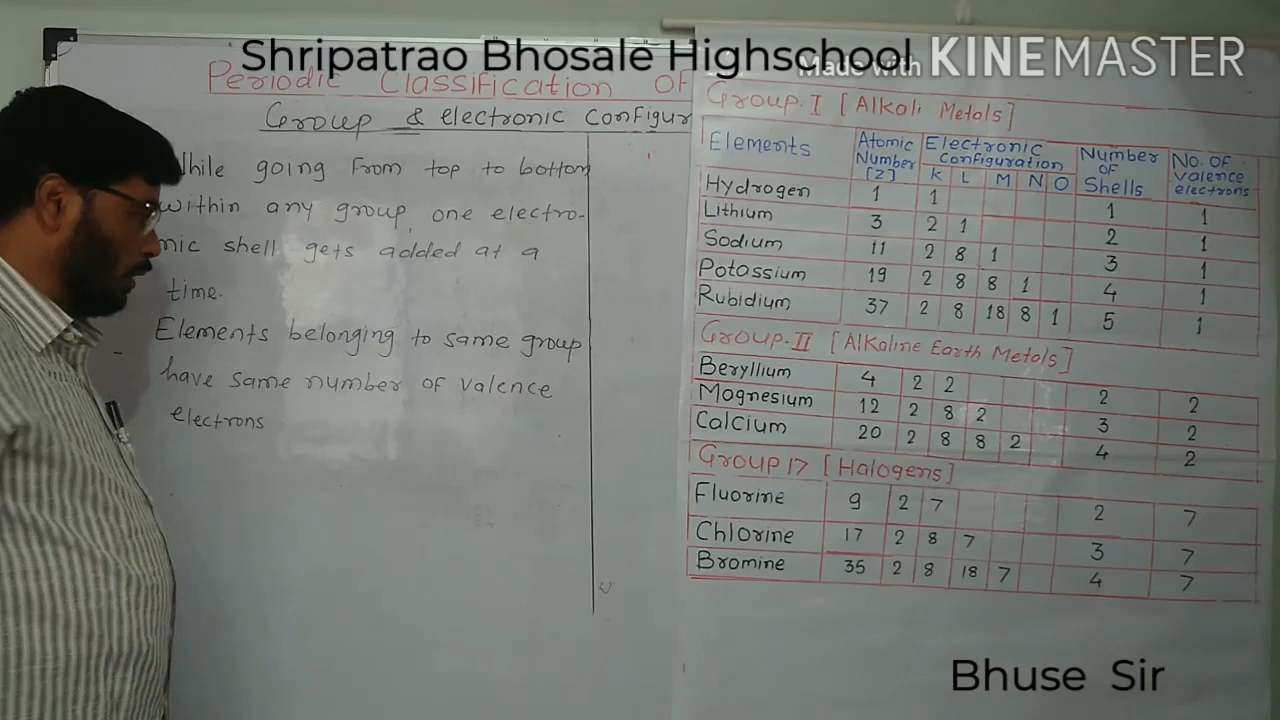 Shripatrao Bhosale Highschool
Made with KINEMASTER
Periodic Classification Of
Group & electronic configur
While going From top to bottom
within any group, one electro-
nic shell gets added at a
time.
Elements belonging to same group
have same number of valence
electrons
Group.I [Alkali Metals]
Elements Atomic Number [Z] Electronic Configuration K L M N O Number of Shells No. of Valence electrons
Hydrogen 1 1 1 1
Lithium 3 2 1 2 1
Sodium 11 2 8 1 3 1
Potassium 19 2 8 8 1 4 1
Rubidium 37 2 8 18 8 1 5 1
Group.II [Alkaline Earth Metals]
Beryllium 4 2 2 2 2
Magnesium 12 2 8 2 3 2
Calcium 20 2 8 8 2 4 2
Group 17 [Halogens]
Fluorine 9 2 7 2 7
Chlorine 17 2 8 7 3 7
Bromine 35 2 8 18 7 4 7
Bhuse Sir